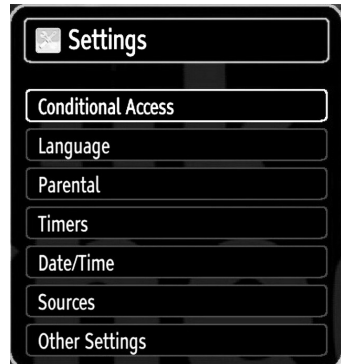 Settings
Conditional Access
Language
Parental
Timers
Date/Time
Sources
Other Settings